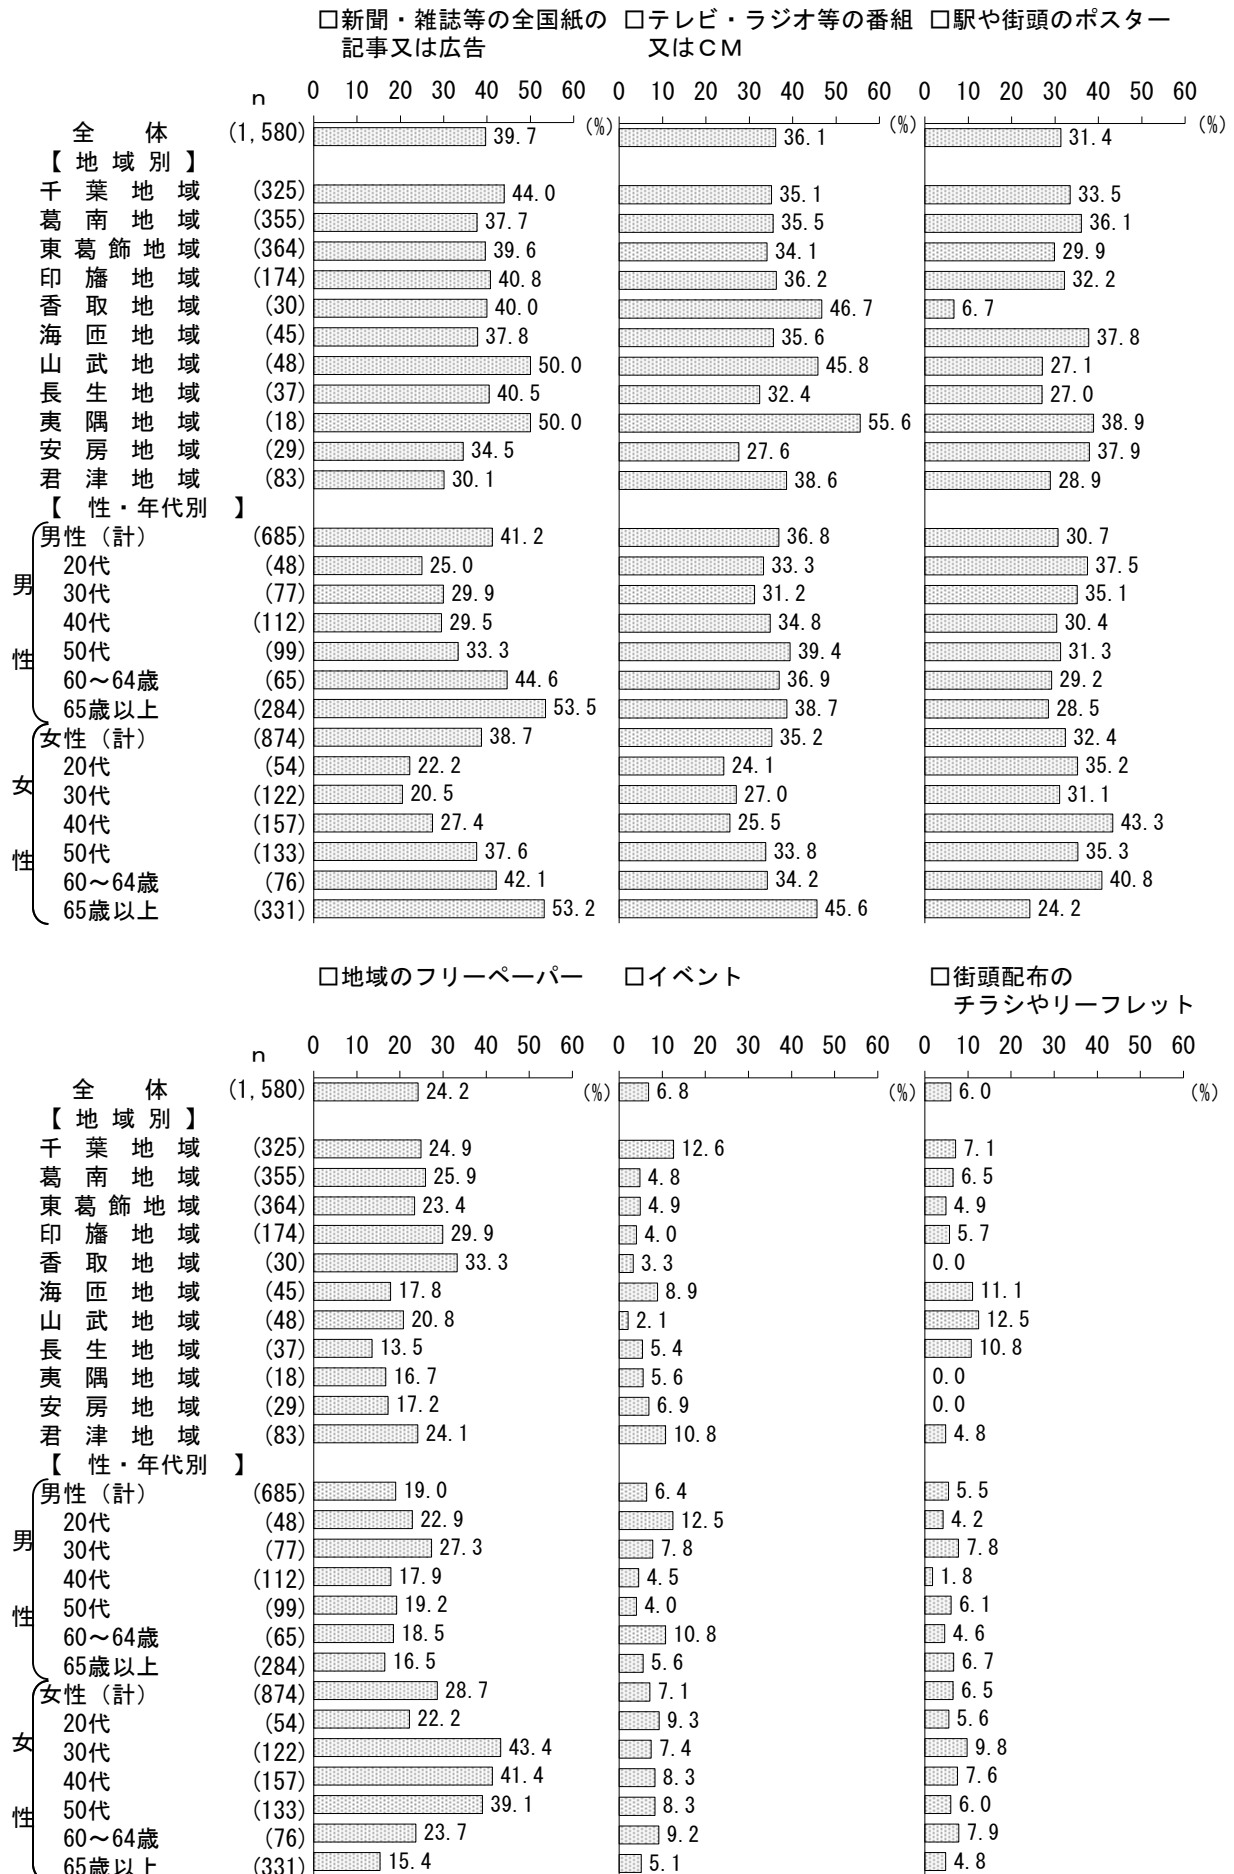 □新聞・雑誌等の全国紙の 記事又は広告 □テレビ・ラジオ等の番組 又はＣＭ □駅や街頭のポスター
n 0 10 20 30 40 50 60 (%) 0 10 20 30 40 50 60 (%) 0 10 20 30 40 50 60 (%)
全体 (1,580) 39.7 36.1 31.4
【地域別】
千葉地域 (325) 44.0 35.1 33.5
葛南地域 (355) 37.7 35.5 36.1
東葛飾地域 (364) 39.6 34.1 29.9
印旛地域 (174) 40.8 36.2 32.2
香取地域 (30) 40.0 46.7 6.7
海匝地域 (45) 37.8 35.6 37.8
山武地域 (48) 50.0 45.8 27.1
長生地域 (37) 40.5 32.4 27.0
夷隅地域 (18) 50.0 55.6 38.9
安房地域 (29) 34.5 27.6 37.9
君津地域 (83) 30.1 38.6 28.9
【性・年代別】
男性（計） (685) 41.2 36.8 30.7
男性
20代 (48) 25.0 33.3 37.5
30代 (77) 29.9 31.2 35.1
40代 (112) 29.5 34.8 30.4
50代 (99) 33.3 39.4 31.3
60～64歳 (65) 44.6 36.9 29.2
65歳以上 (284) 53.5 38.7 28.5
女性（計） (874) 38.7 35.2 32.4
女性
20代 (54) 22.2 24.1 35.2
30代 (122) 20.5 27.0 31.1
40代 (157) 27.4 25.5 43.3
50代 (133) 37.6 33.8 35.3
60～64歳 (76) 42.1 34.2 40.8
65歳以上 (331) 53.2 45.6 24.2
□地域のフリーペーパー □イベント □街頭配布の チラシやリーフレット
n 0 10 20 30 40 50 60 (%) 0 10 20 30 40 50 60 (%) 0 10 20 30 40 50 60 (%)
全体 (1,580) 24.2 6.8 6.0
【地域別】
千葉地域 (325) 24.9 12.6 7.1
葛南地域 (355) 25.9 4.8 6.5
東葛飾地域 (364) 23.4 4.9 4.9
印旛地域 (174) 29.9 4.0 5.7
香取地域 (30) 33.3 3.3 0.0
海匝地域 (45) 17.8 8.9 11.1
山武地域 (48) 20.8 2.1 12.5
長生地域 (37) 13.5 5.4 10.8
夷隅地域 (18) 16.7 5.6 0.0
安房地域 (29) 17.2 6.9 0.0
君津地域 (83) 24.1 10.8 4.8
【性・年代別】
男性（計） (685) 19.0 6.4 5.5
男性
20代 (48) 22.9 12.5 4.2
30代 (77) 27.3 7.8 7.8
40代 (112) 17.9 4.5 1.8
50代 (99) 19.2 4.0 6.1
60～64歳 (65) 18.5 10.8 4.6
65歳以上 (284) 16.5 5.6 6.7
女性（計） (874) 28.7 7.1 6.5
女性
20代 (54) 22.2 9.3 5.6
30代 (122) 43.4 7.4 9.8
40代 (157) 41.4 8.3 7.6
50代 (133) 39.1 8.3 6.0
60～64歳 (76) 23.7 9.2 7.9
65歳以上 (331) 15.4 5.1 4.8